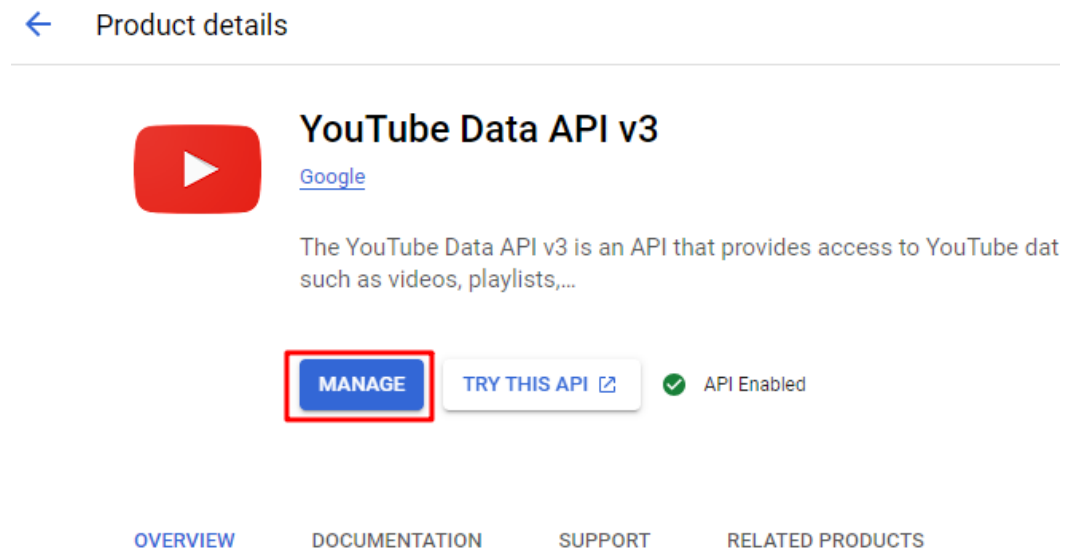 Product details
YouTube Data API v3
Google
The YouTube Data API v3 is an API that provides access to YouTube dat
such as videos, playlists,...
MANAGE
TRY THIS API
API Enabled
OVERVIEW
DOCUMENTATION
SUPPORT
RELATED PRODUCTS